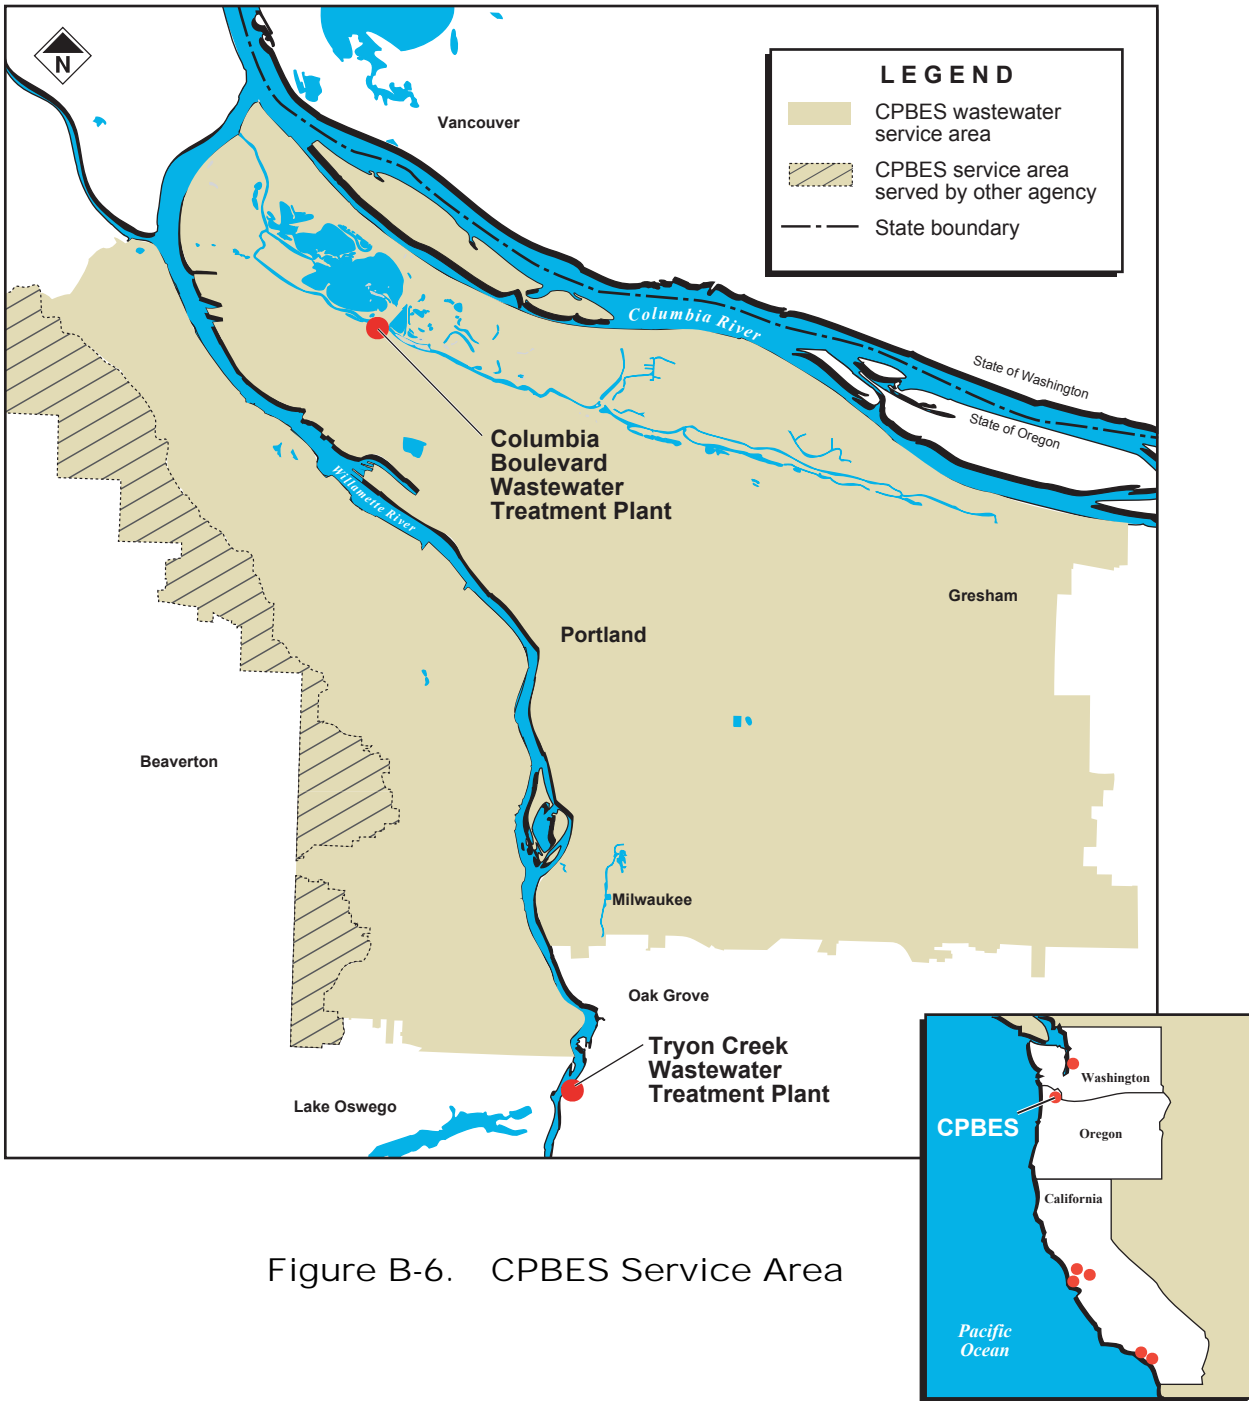 N
Vancouver
LEGEND
CPBES wastewater
service area
CPBES service area
served by other agency
State boundary
Columbia River
State of Washington
State of Oregon
Columbia
Boulevard
Wastewater
Treatment Plant
Willamette River
Gresham
Portland
Beaverton
Milwaukee
Oak Grove
Tryon Creek
Wastewater
Treatment Plant
Lake Oswego
Washington
CPBES
Oregon
California
Pacific
Ocean
Figure B-6. CPBES Service Area